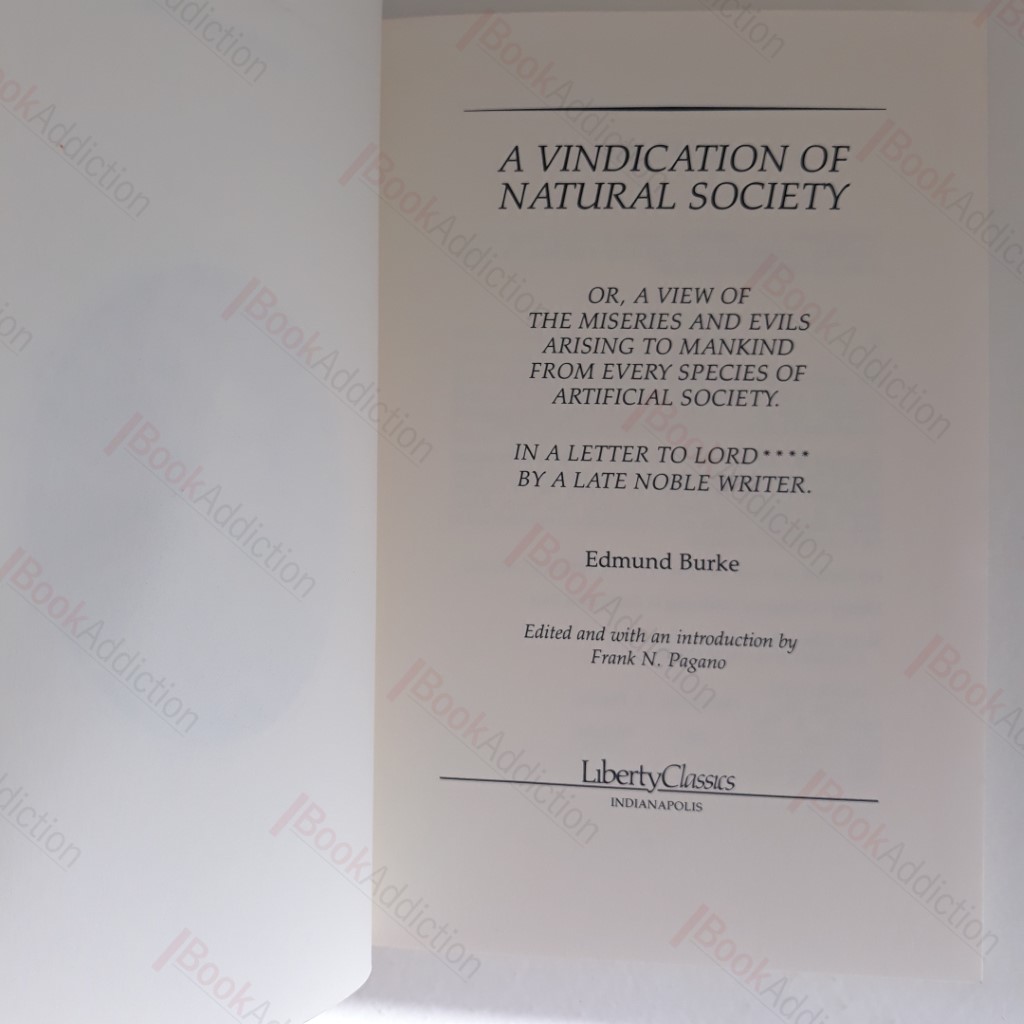 A VINDICATION OF
NATURAL SOCIETY
OR, A VIEW OF
THE MISERIES AND EVILS
ARISING TO MANKIND
FROM EVERY SPECIES OF
ARTIFICIAL SOCIETY.
IN A LETTER TO LORD ****
BY A LATE NOBLE WRITER.
Edmund Burke
Edited and with an introduction by
Frank N. Pagano
LibertyClassics
INDIANAPOLIS
BookAddiction